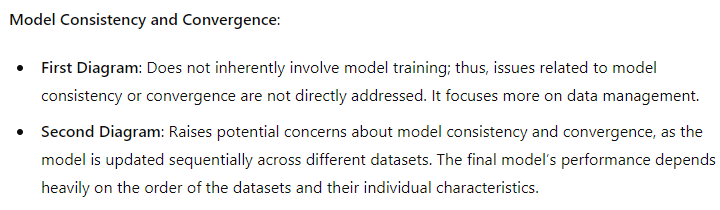 Model Consistency and Convergence:
• First Diagram: Does not inherently involve model training; thus, issues related to model
consistency or convergence are not directly addressed. It focuses more on data management.
• Second Diagram: Raises potential concerns about model consistency and convergence, as the
model is updated sequentially across different datasets. The final model's performance depends
heavily on the order of the datasets and their individual characteristics.